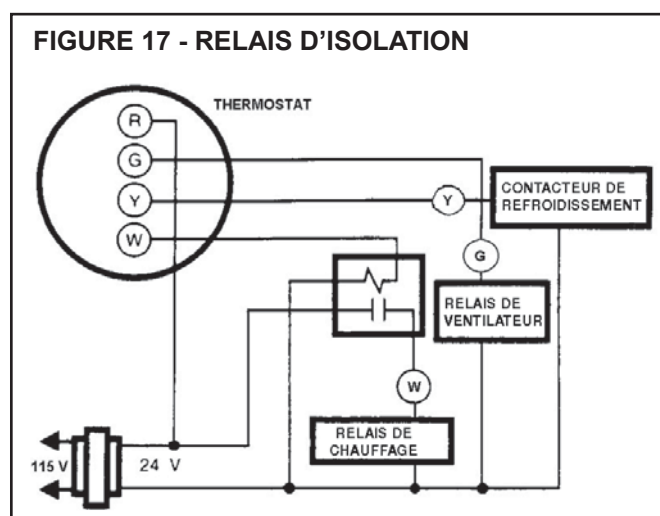 FIGURE 17 - RELAIS D'ISOLATION
THERMOSTAT
R
G
Y
W
Y
CONTACTEUR DE
REFROIDISSEMENT
G
RELAIS DE
VENTILATEUR
W
RELAIS DE
CHAUFFAGE
115 V
24 V